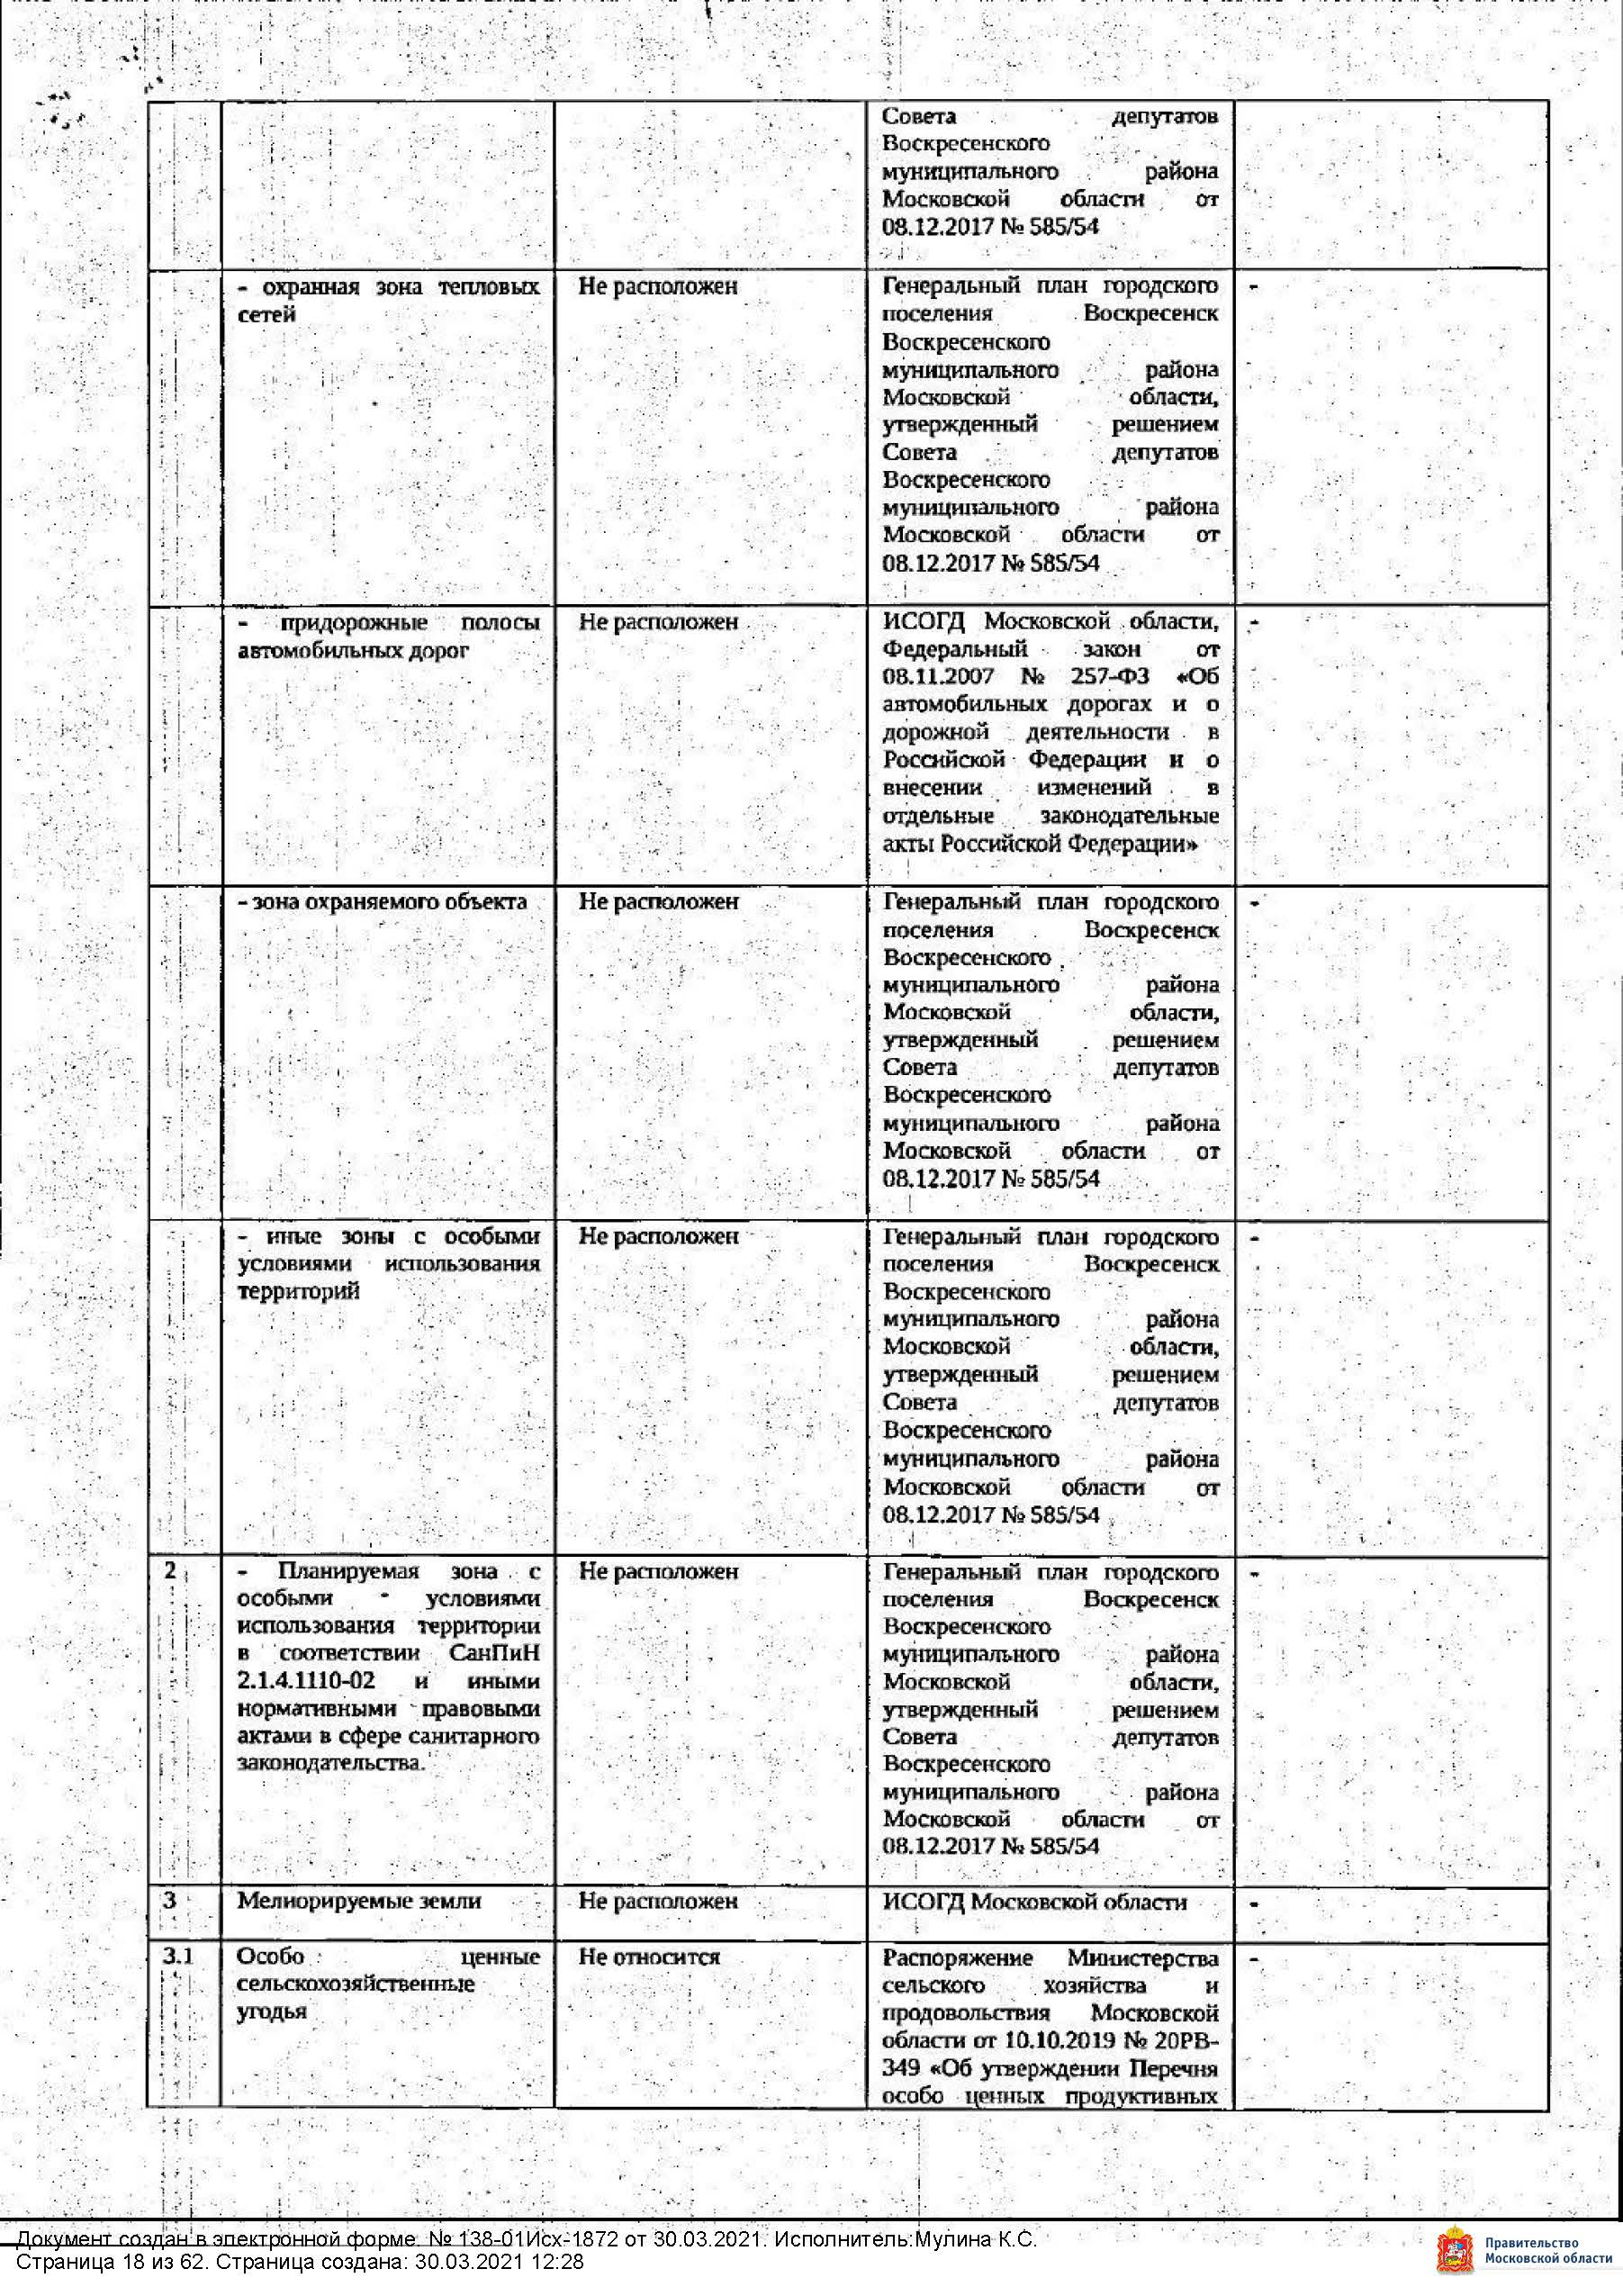 Совета депутатов
Воскресенского
муниципального района
Московской области от
08.12.2017 № 585/54
- охранная зона тепловых
сетей
Не расположен
Генеральный план городского
поселения Воскресенск
Воскресенского
муниципального района
Московской области,
утвержденный решением
Совета депутатов
Воскресенского
муниципального района
Московской области от
08.12.2017 № 585/54
-
- придорожные полосы
автомобильных дорог
Не расположен
ИСОГД Московской области,
Федеральный закон от
08.11.2007 № 257-ФЗ «Об
автомобильных дорогах и о
дорожной деятельности в
Российской Федерации и о
внесении изменений в
отдельные законодательные
акты Российской Федерации»
-
- зона охраняемого объекта
Не расположен
Генеральный план городского
поселения Воскресенск
Воскресенского
муниципального района
Московской области,
утвержденный решением
Совета депутатов
Воскресенского
муниципального района
Московской области от
08.12.2017 № 585/54
-
- иные зоны с особыми
условиями использования
территорий
Не расположен
Генеральный план городского
поселения Воскресенск
Воскресенского
муниципального района
Московской области,
утвержденный решением
Совета депутатов
Воскресенского
муниципального района
Московской области от
08.12.2017 № 585/54
-
2
- Планируемая зона с
особыми условиями
использования территории
в соответствии СанПиН
2.1.4.1110-02 и иными
нормативными правовыми
актами в сфере санитарного
законодательства.
Не расположен
Генеральный план городского
поселения Воскресенск
Воскресенского
муниципального района
Московской области,
утвержденный решением
Совета депутатов
Воскресенского
муниципального района
Московской области от
08.12.2017 № 585/54
-
3
Мелиорируемые земли
Не расположен
ИСОГД Московской области
-
3.1
Особо ценные
сельскохозяйственные
угодья
Не относится
Распоряжение Министерства
сельского хозяйства и
продовольствия Московской
области от 10.10.2019 № 20РВ-
349 «Об утверждении Перечня
особо ценных продуктивных
-
Документ создан в электронной форме. № 138-01Исх-1872 от 30.03.2021. Исполнитель:Мулина К.С.
Страница 18 из 62. Страница создана: 30.03.2021 12:28
Правительство
Московской области